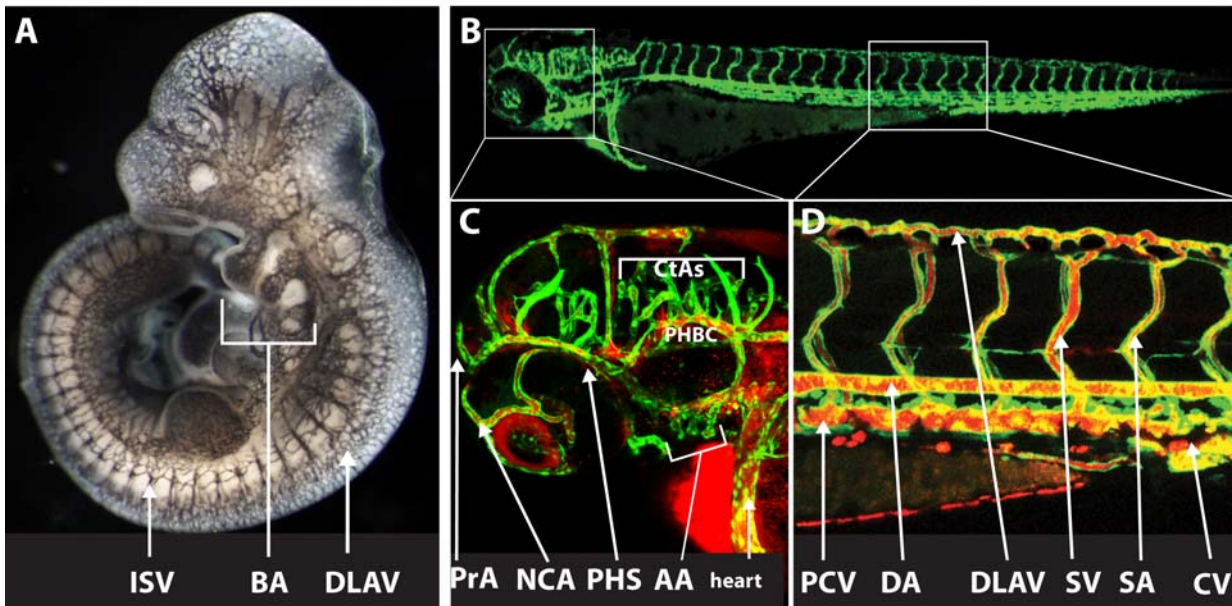 A
B
C
CtAs
PHBC
D
ISV BA DLAV
PrA NCA PHS AA heart
PCV DA DLAV SV SA CV